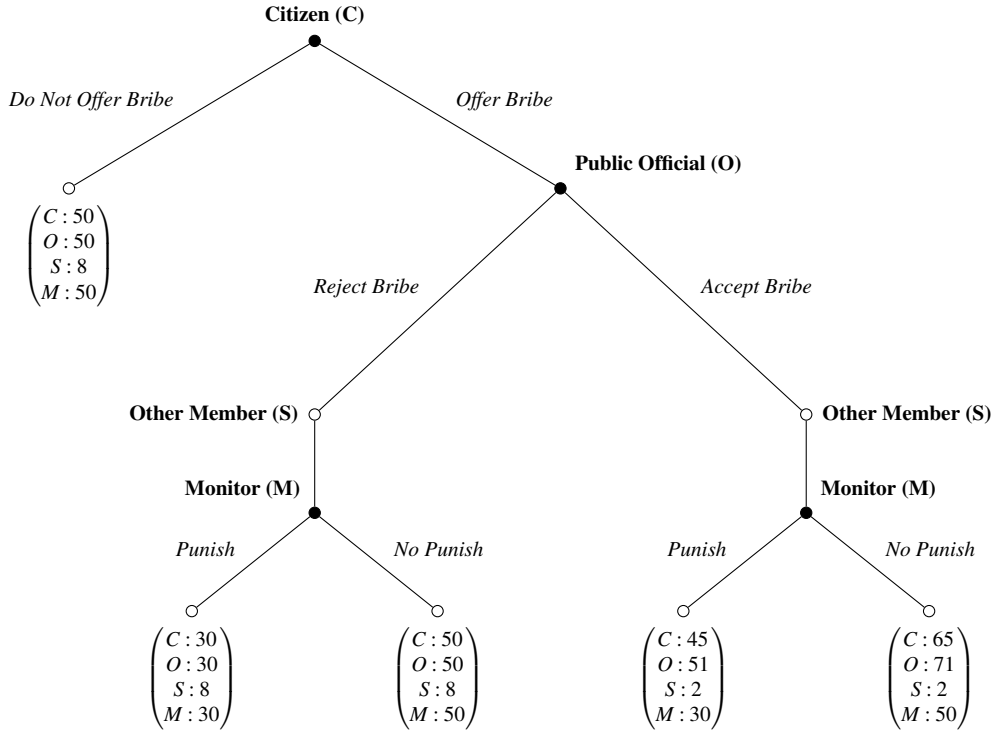 Citizen (C)
Do Not Offer Bribe
Offer Bribe
Public Official (O)
C : 50
O : 50
S : 8
M : 50
Reject Bribe
Accept Bribe
Other Member (S)
Other Member (S)
Monitor (M)
Monitor (M)
Punish
No Punish
Punish
No Punish
C : 30
O : 30
S : 8
M : 30
C : 50
O : 50
S : 8
M : 50
C : 45
O : 51
S : 2
M : 30
C : 65
O : 71
S : 2
M : 50